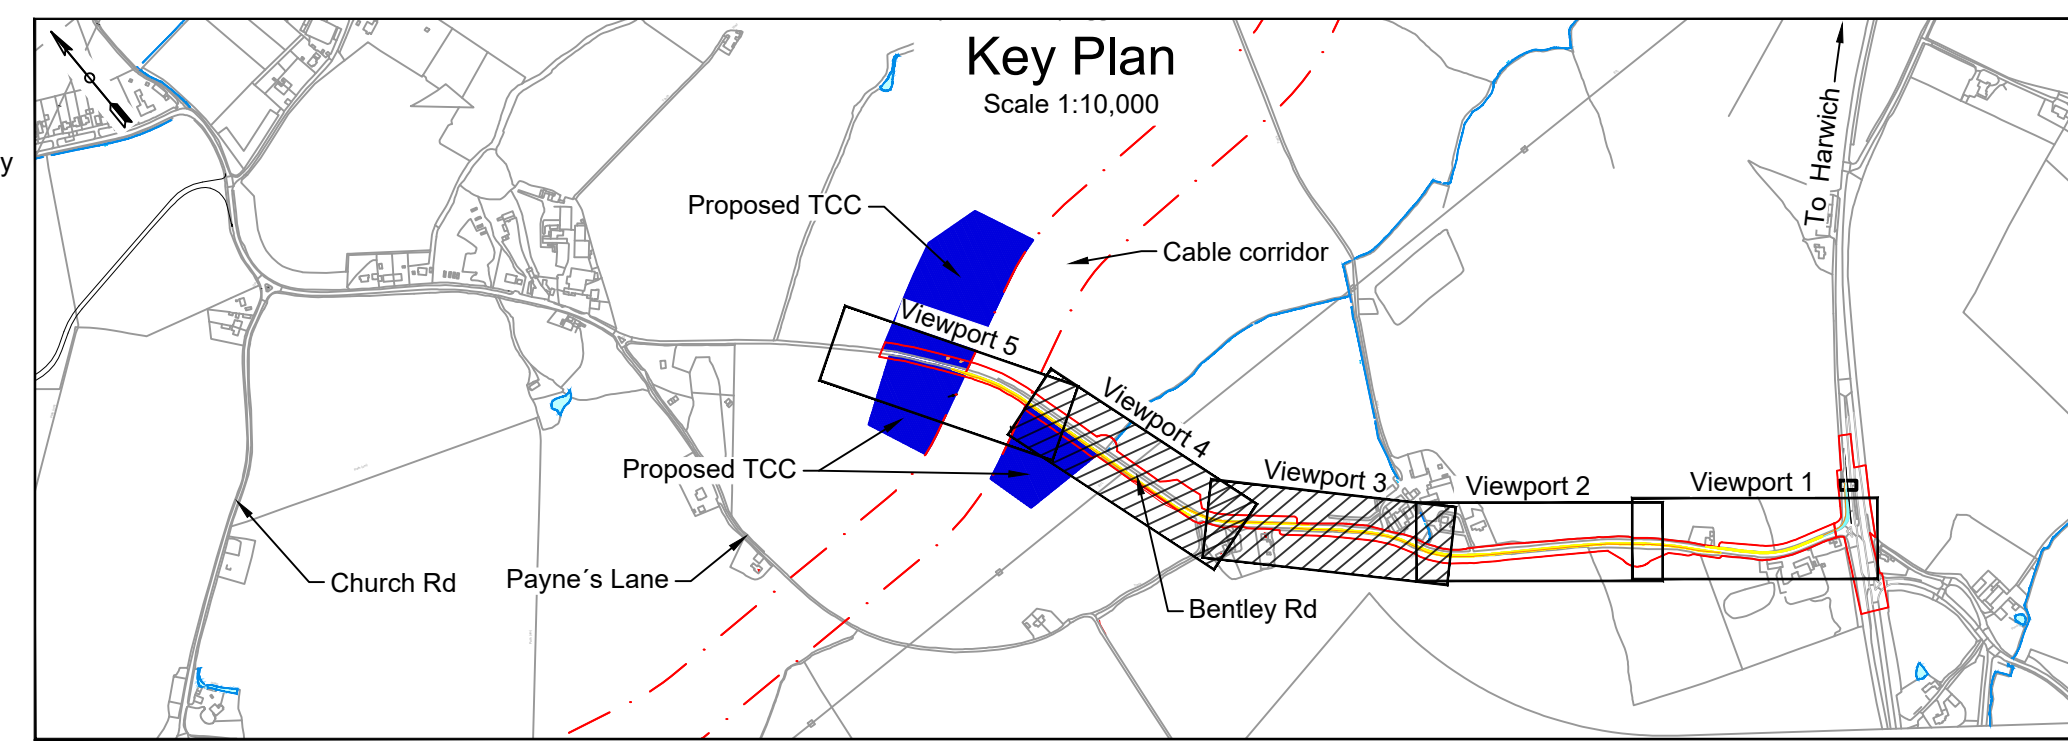 Key Plan
Scale 1:10,000
y
To Harwich
Proposed TCC
Cable corridor
Viewport 5
Viewport 4
Viewport 3
Viewport 2
Viewport 1
Proposed TCC
Church Rd
Payne´s Lane
Bentley Rd